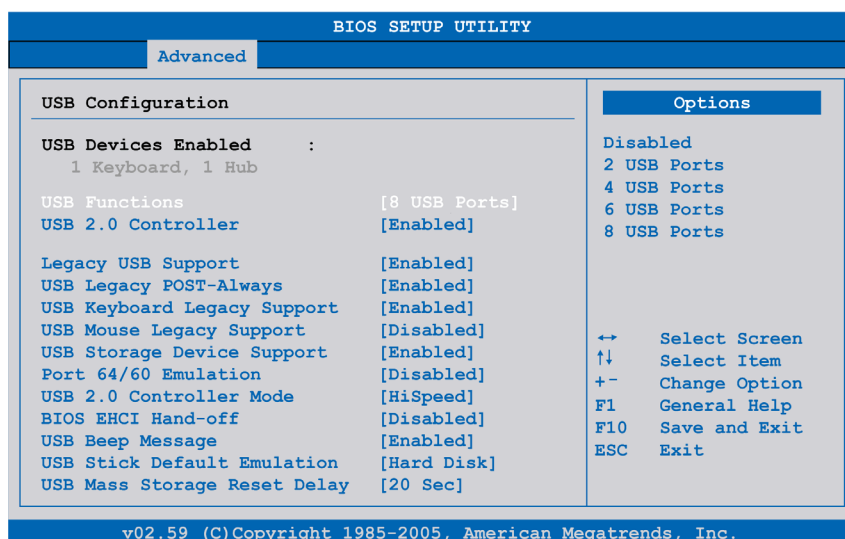 BIOS SETUP UTILITY
Advanced
USB Configuration
USB Devices Enabled :
1 Keyboard, 1 Hub
USB Functions [8 USB Ports]
USB 2.0 Controller [Enabled]
Legacy USB Support [Enabled]
USB Legacy POST-Always [Enabled]
USB Keyboard Legacy Support [Enabled]
USB Mouse Legacy Support [Disabled]
USB Storage Device Support [Enabled]
Port 64/60 Emulation [Disabled]
USB 2.0 Controller Mode [HiSpeed]
BIOS EHCI Hand-off [Disabled]
USB Beep Message [Enabled]
USB Stick Default Emulation [Hard Disk]
USB Mass Storage Reset Delay [20 Sec]
Options
Disabled
2 USB Ports
4 USB Ports
6 USB Ports
8 USB Ports
↔ Select Screen
↑↓ Select Item
+- Change Option
F1 General Help
F10 Save and Exit
ESC Exit
v02.59 (C)Copyright 1985-2005, American Megatrends, Inc.